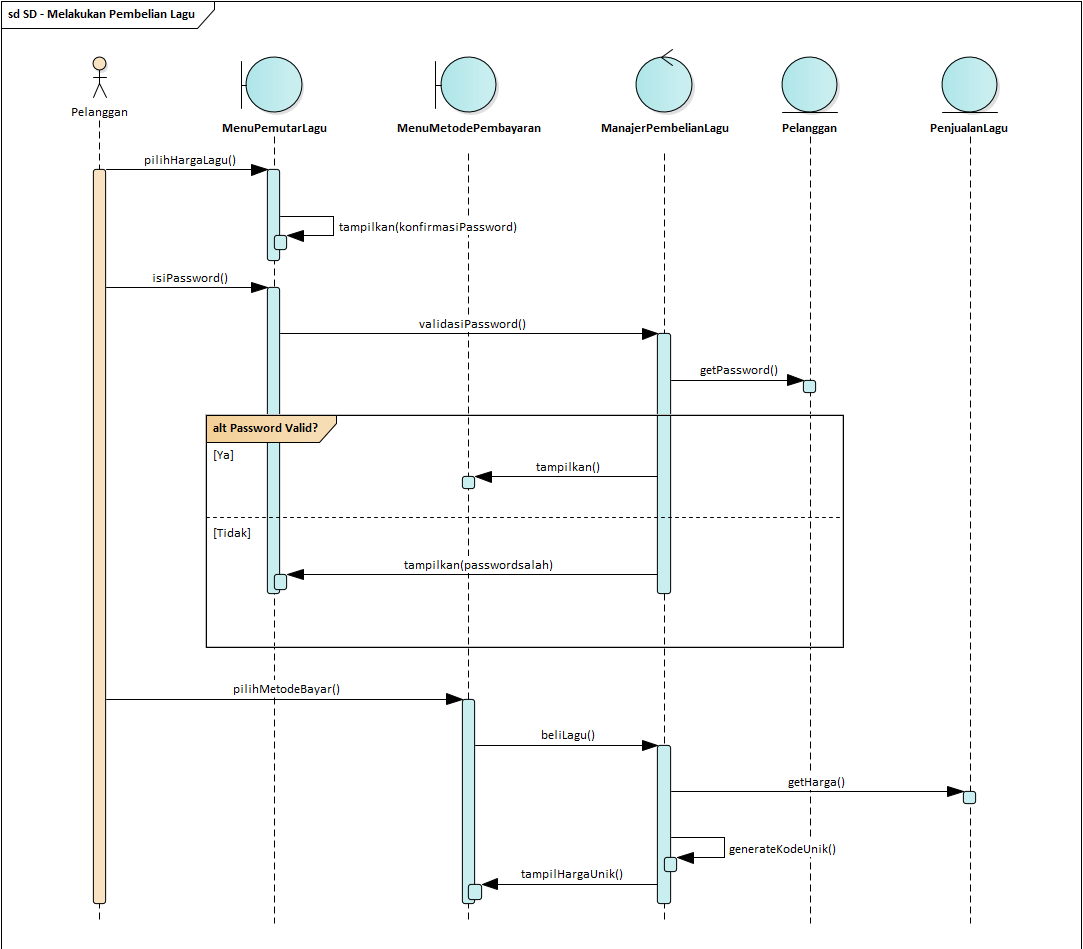 sd SD - Melakukan Pembelian Lagu
Pelanggan
MenuPemutarLagu
MenuMetodePembayaran
ManajerPembelianLagu
Pelanggan
PenjualanLagu
pilihHargaLagu()
tampilkan(konfirmasiPassword)
isiPassword()
validasiPassword()
getPassword()
alt Password Valid?
[Ya]
tampilkan()
[Tidak]
tampilkan(passwordsalah)
pilihMetodeBayar()
beliLagu()
getHarga()
generateKodeUnik()
tampilHargaUnik()